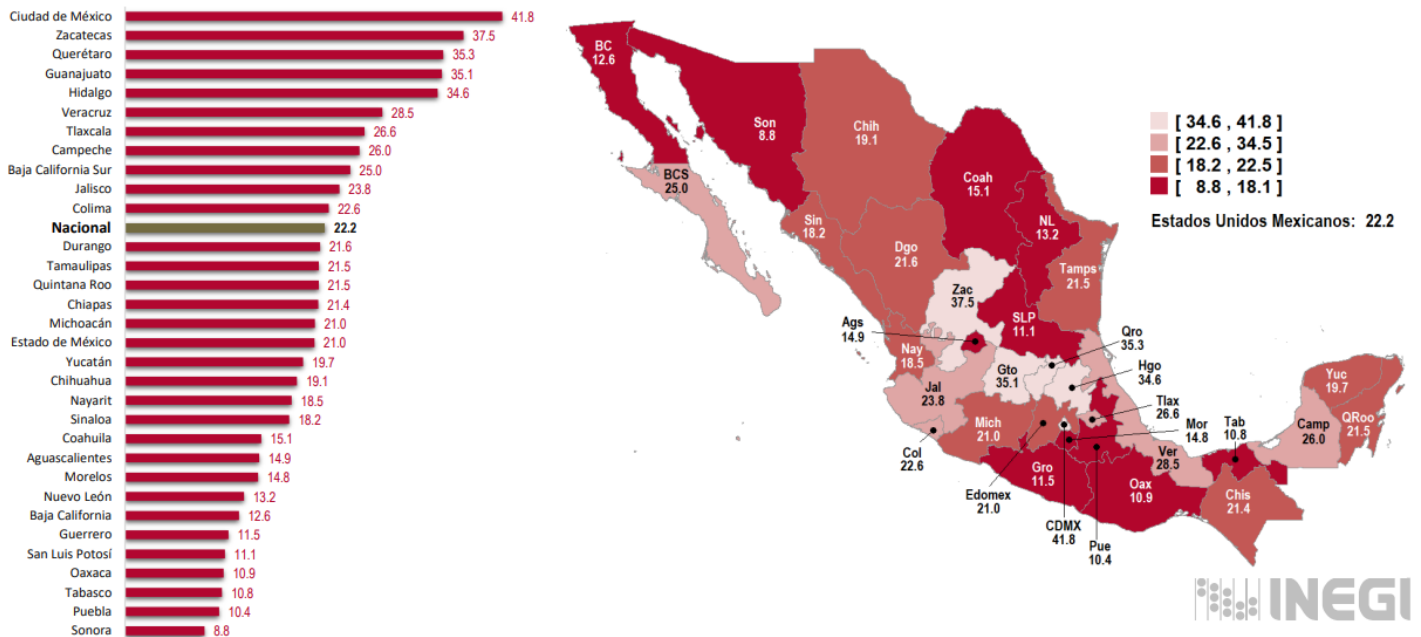 Ciudad de México 41.8
Zacatecas 37.5
Querétaro 35.3
Guanajuato 35.1
Hidalgo 34.6
Veracruz 28.5
Tlaxcala 26.6
Campeche 26.0
Baja California Sur 25.0
Jalisco 23.8
Colima 22.6
Nacional 22.2
Durango 21.6
Tamaulipas 21.5
Quintana Roo 21.5
Chiapas 21.4
Michoacán 21.0
Estado de México 21.0
Yucatán 19.7
Chihuahua 19.1
Nayarit 18.5
Sinaloa 18.2
Coahuila 15.1
Aguascalientes 14.9
Morelos 14.8
Nuevo León 13.2
Baja California 12.6
Guerrero 11.5
San Luis Potosí 11.1
Oaxaca 10.9
Tabasco 10.8
Puebla 10.4
Sonora 8.8
BC
12.6
Son
8.8
Chih
19.1
Coah
15.1
BCS
25.0
NL
13.2
Sin
18.2
Dgo
21.6
Tamps
21.5
Zac
37.5
SLP
11.1
Ags
14.9
Qro
35.3
Nay
18.5
Gto
35.1
Hgo
34.6
Jal
23.8
Tlax
26.6
Yuc
19.7
Mich
21.0
Mor
14.8
Tab
10.8
Camp
26.0
QRoo
21.5
Col
22.6
Ver
28.5
Gro
11.5
Edomex
21.0
Oax
10.9
Chis
21.4
CDMX
41.8
Pue
10.4
[ 34.6 , 41.8 ]
[ 22.6 , 34.5 ]
[ 18.2 , 22.5 ]
[ 8.8 , 18.1 ]
Estados Unidos Mexicanos: 22.2
INEGI